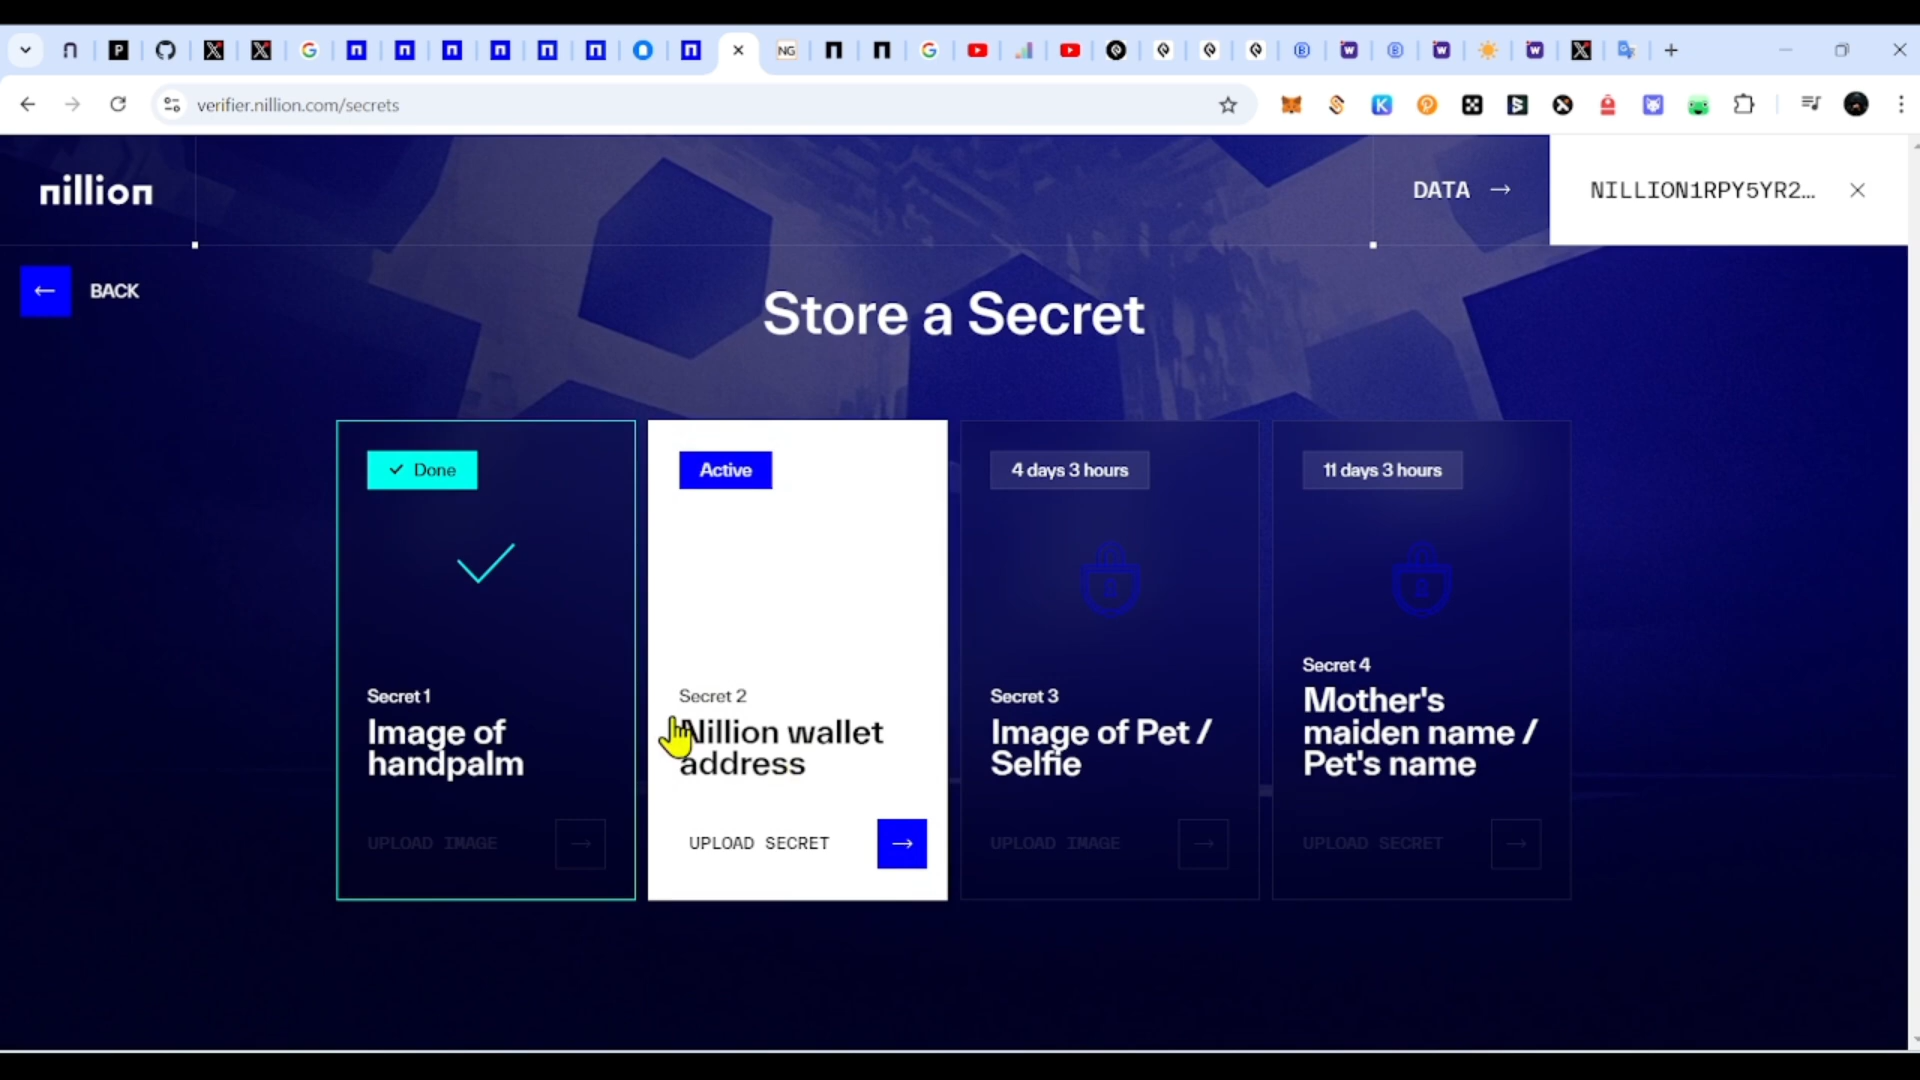 verifier.nillion.com/secrets
nillion
DATA →
NILLION1RPY5YR2...
BACK
Store a Secret
Done
Active
4 days 3 hours
11 days 3 hours
Secret 1
Image of
handpalm
UPLOAD IMAGE
Secret 2
Nillion wallet
address
UPLOAD SECRET
Secret 3
Image of Pet /
Selfie
UPLOAD IMAGE
Secret 4
Mother's
maiden name /
Pet's name
UPLOAD SECRET